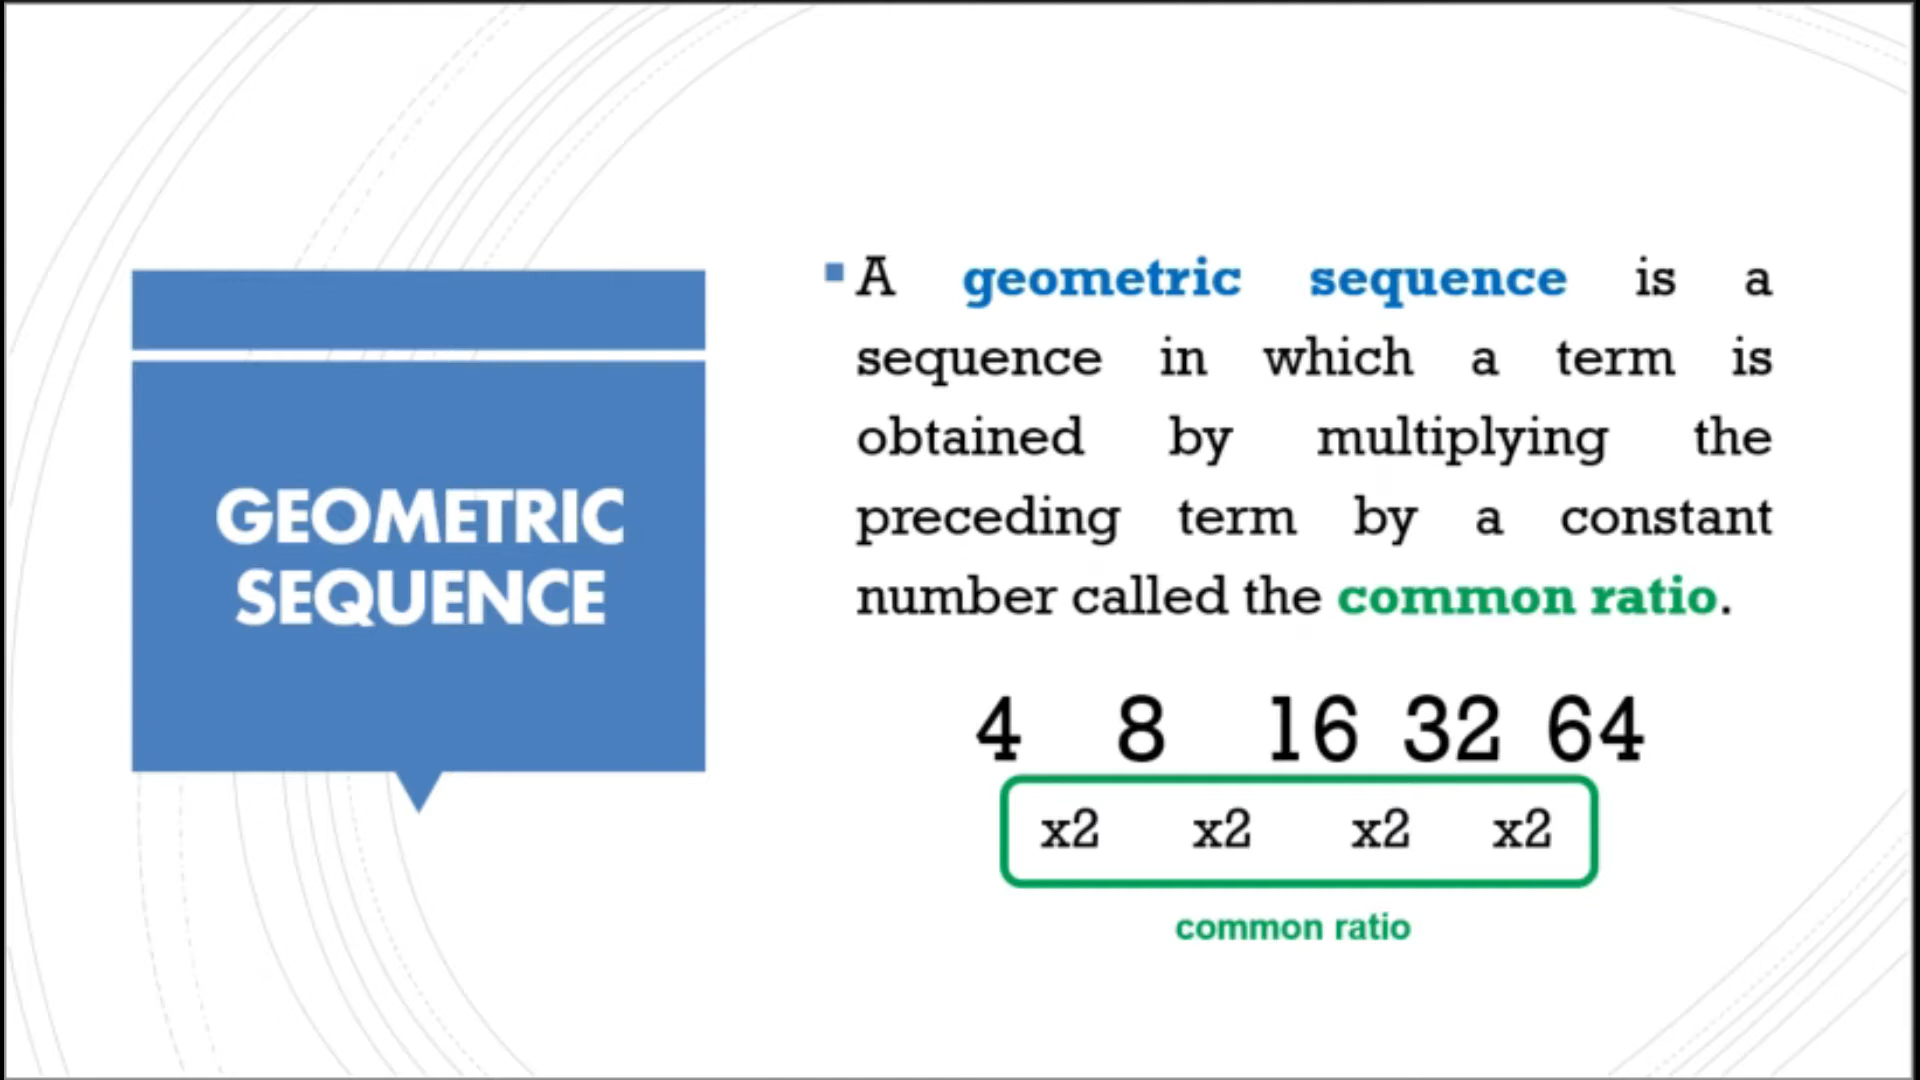 GEOMETRIC
SEQUENCE
A geometric sequence is a
sequence in which a term is
obtained by multiplying the
preceding term by a constant
number called the common ratio.
4 8 16 32 64
x2 x2 x2 x2
common ratio